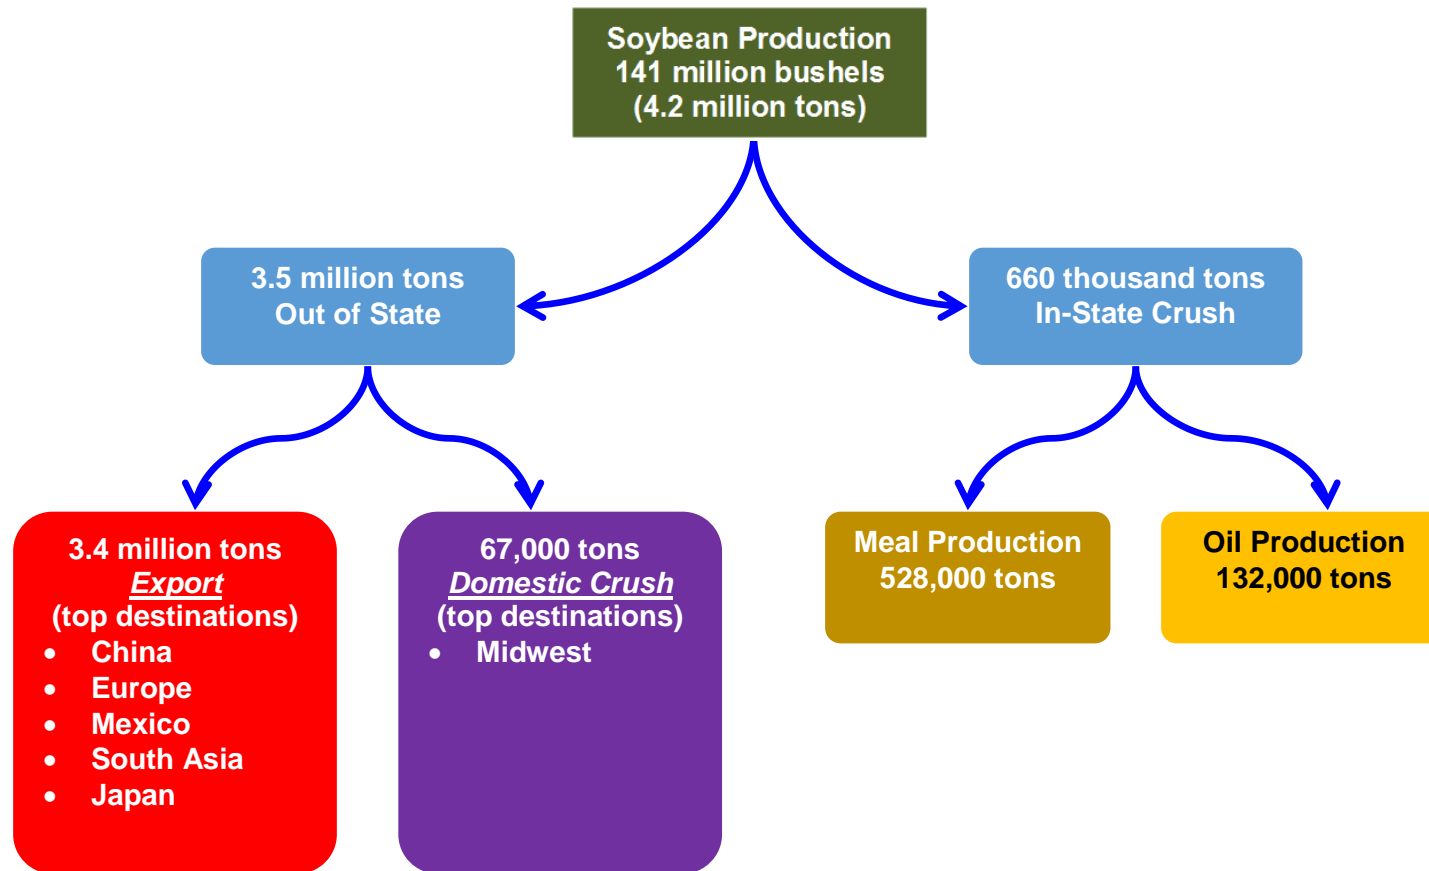 Soybean Production
141 million bushels
(4.2 million tons)
3.5 million tons
Out of State
660 thousand tons
In-State Crush
3.4 million tons
Export
(top destinations)
• China
• Europe
• Mexico
• South Asia
• Japan
67,000 tons
Domestic Crush
(top destinations)
• Midwest
Meal Production
528,000 tons
Oil Production
132,000 tons